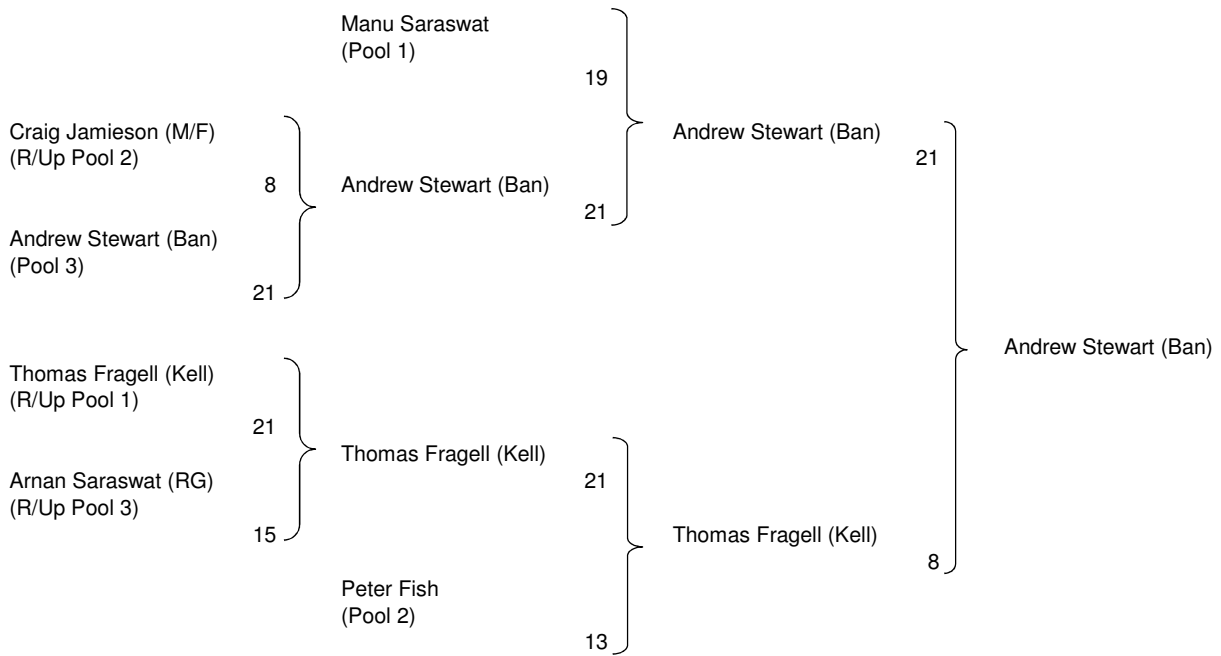 Manu Saraswat
(Pool 1)
19
Craig Jamieson (M/F)
(R/Up Pool 2)
Andrew Stewart (Ban)
21
8
Andrew Stewart (Ban)
21
Andrew Stewart (Ban)
(Pool 3)
21
Andrew Stewart (Ban)
Thomas Fragell (Kell)
(R/Up Pool 1)
21
Thomas Fragell (Kell)
21
Arnan Saraswat (RG)
(R/Up Pool 3)
15
Thomas Fragell (Kell)
8
Peter Fish
(Pool 2)
13